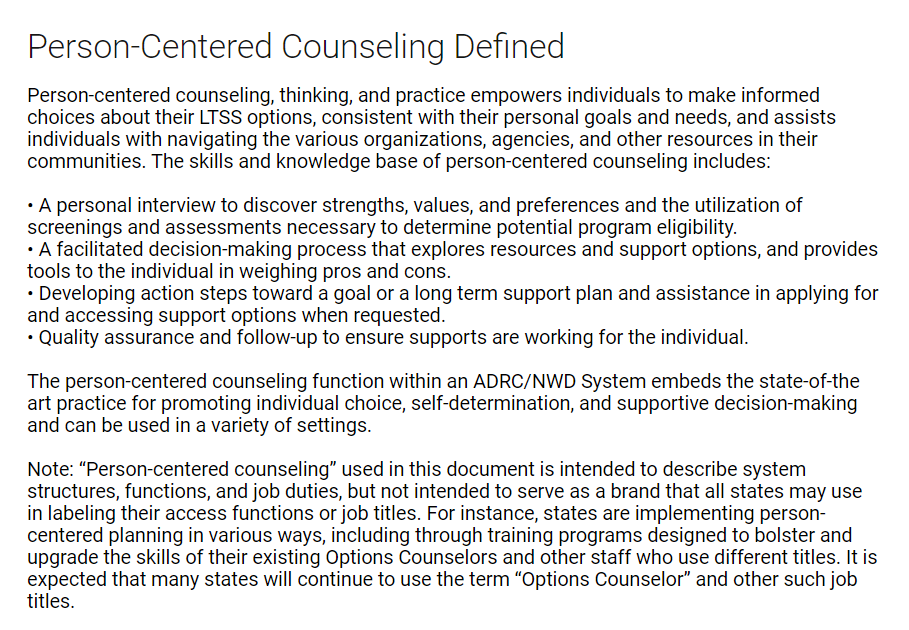 Person-Centered Counseling Defined
Person-centered counseling, thinking, and practice empowers individuals to make informed
choices about their LTSS options, consistent with their personal goals and needs, and assists
individuals with navigating the various organizations, agencies, and other resources in their
communities. The skills and knowledge base of person-centered counseling includes:
• A personal interview to discover strengths, values, and preferences and the utilization of
screenings and assessments necessary to determine potential program eligibility.
• A facilitated decision-making process that explores resources and support options, and provides
tools to the individual in weighing pros and cons.
• Developing action steps toward a goal or a long term support plan and assistance in applying for
and accessing support options when requested.
• Quality assurance and follow-up to ensure supports are working for the individual.
The person-centered counseling function within an ADRC/NWD System embeds the state-of-the
art practice for promoting individual choice, self-determination, and supportive decision-making
and can be used in a variety of settings.
Note: “Person-centered counseling” used in this document is intended to describe system
structures, functions, and job duties, but not intended to serve as a brand that all states may use
in labeling their access functions or job titles. For instance, states are implementing person-
centered planning in various ways, including through training programs designed to bolster and
upgrade the skills of their existing Options Counselors and other staff who use different titles. It is
expected that many states will continue to use the term “Options Counselor” and other such job
titles.